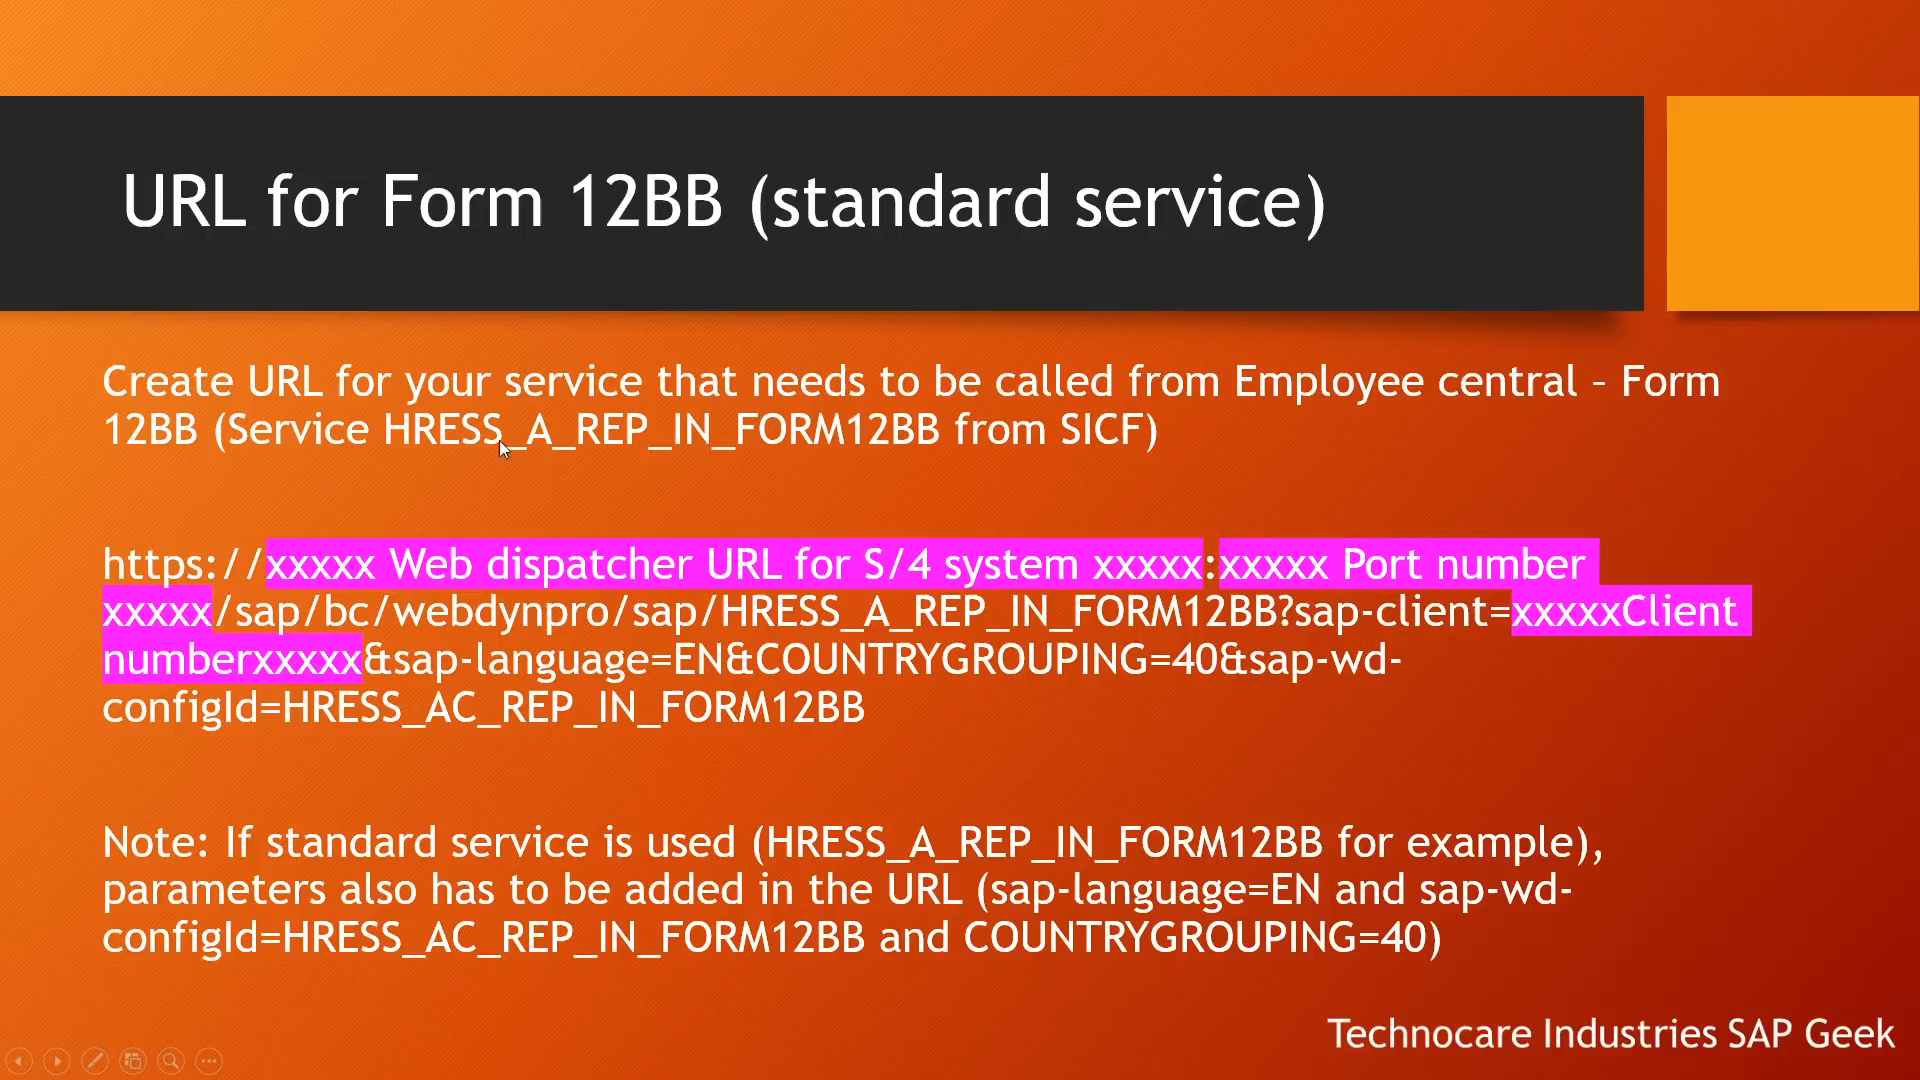 URL for Form 12BB (standard service)
Create URL for your service that needs to be called from Employee central – Form
12BB (Service HRESS_A_REP_IN_FORM12BB from SICF)
https://xxxxx Web dispatcher URL for S/4 system xxxxx:xxxxx Port number
xxxxx/sap/bc/webdynpro/sap/HRESS_A_REP_IN_FORM12BB?sap-client=xxxxxClient
numberxxxxx&sap-language=EN&COUNTRYGROUPING=40&sap-wd-
configId=HRESS_AC_REP_IN_FORM12BB
Note: If standard service is used (HRESS_A_REP_IN_FORM12BB for example),
parameters also has to be added in the URL (sap-language=EN and sap-wd-
configId=HRESS_AC_REP_IN_FORM12BB and COUNTRYGROUPING=40)
Technocare Industries SAP Geek